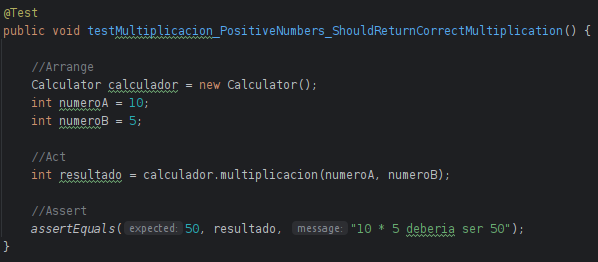 @Test
public void testMultiplicacion_PositiveNumbers_ShouldReturnCorrectMultiplication() {
//Arrange
Calculator calculador = new Calculator();
int numeroA = 10;
int numeroB = 5;
//Act
int resultado = calculador.multiplicacion(numeroA, numeroB);
//Assert
assertEquals( expected: 50, resultado, message: "10 * 5 deberia ser 50");
}